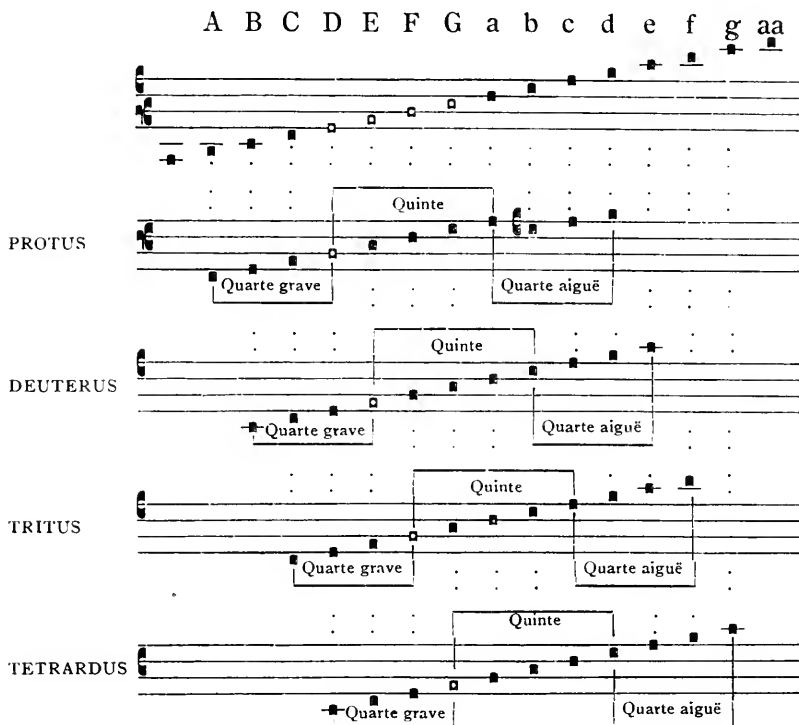 A B C D E F G a b c d e f g aa
Quinte
PROTUS
Quarte grave Quarte aiguë
Quinte
DEUTERUS
Quarte grave Quarte aiguë
Quinte
TRITUS
Quarte grave Quarte aiguë
Quinte
TETRARDUS
Quarte grave Quarte aiguë